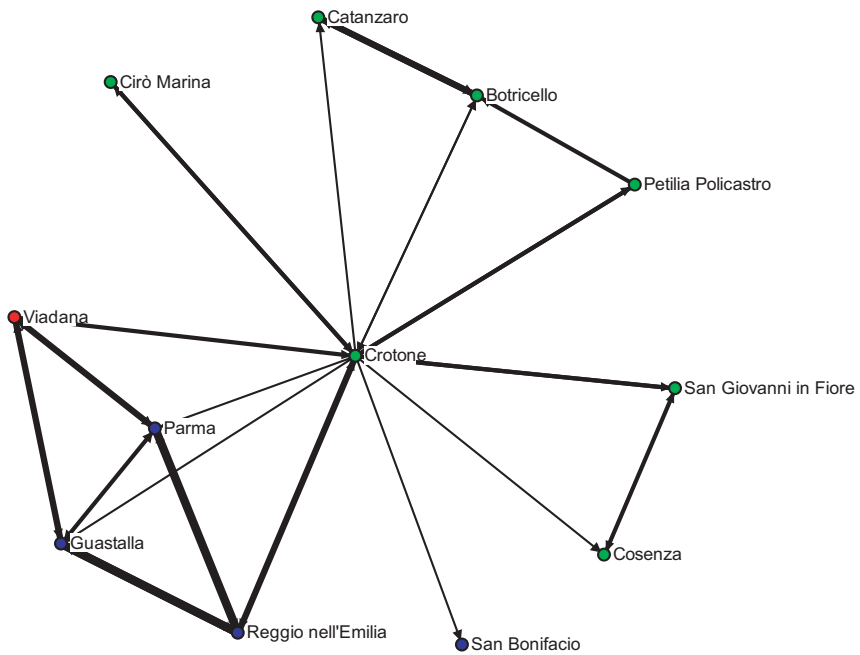 Catanzaro
Cirò Marina
Botricello
Petilia Policastro
Viadana
Crotone
San Giovanni in Fiore
Parma
Guastalla
Cosenza
Reggio nell'Emilia
San Bonifacio